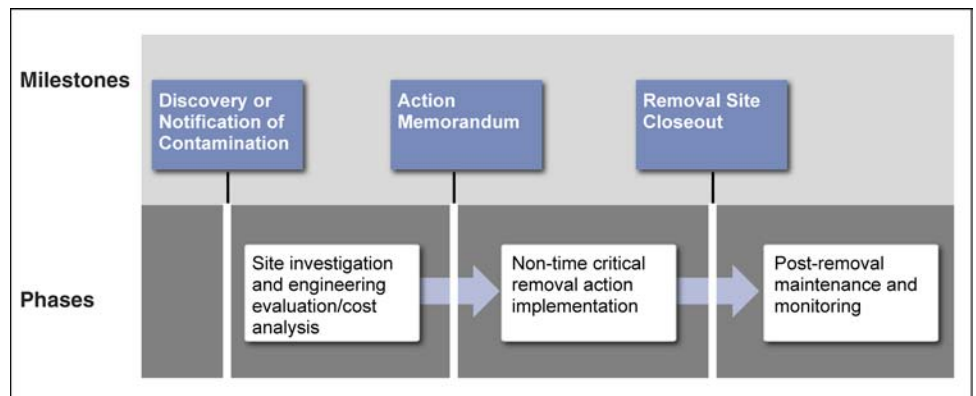 Milestones
Discovery or
Notification of
Contamination
Action
Memorandum
Removal Site
Closeout
Phases
Site investigation
and engineering
evaluation/cost
analysis
Non-time critical
removal action
implementation
Post-removal
maintenance and
monitoring